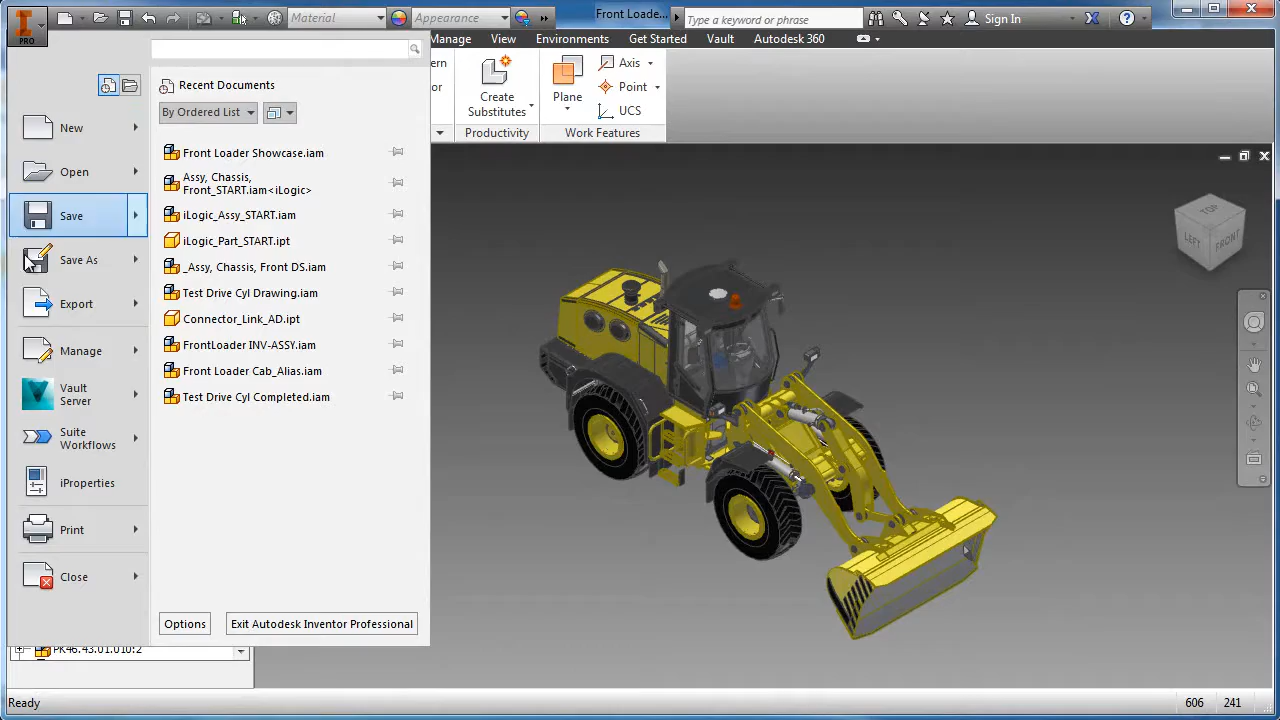 PRO
Material
Appearance
Front Loade...
Type a keyword or phrase
Sign In
Manage
View
Environments
Get Started
Vault
Autodesk 360
Create
Substitutes
Productivity
Plane
Axis
Point
UCS
Work Features
Recent Documents
By Ordered List
New
Open
Save
Save As
Export
Manage
Vault
Server
Suite
Workflows
iProperties
Print
Close
Front Loader Showcase.iam
Assy, Chassis,
Front_START.iam<iLogic>
iLogic_Assy_START.iam
iLogic_Part_START.ipt
_Assy, Chassis, Front DS.iam
Test Drive Cyl Drawing.iam
Connector_Link_AD.ipt
FrontLoader INV-ASSY.iam
Front Loader Cab_Alias.iam
Test Drive Cyl Completed.iam
Options
Exit Autodesk Inventor Professional
TOP
LEFT
FRONT
PK46.43.01.010:2
Ready
606
241